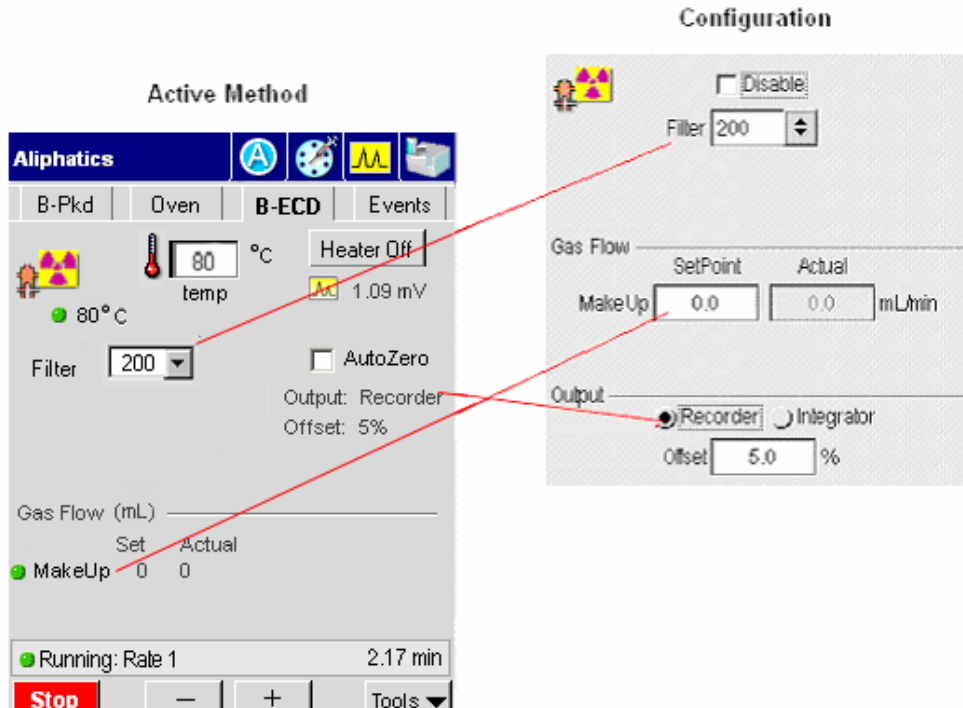 Configuration
Active Method
Disable
Filter 200
Gas Flow
SetPoint Actual
MakeUp 0.0 0.0 mL/min
Output
Recorder Integrator
Offset 5.0 %
Aliphatics A
B-Pkd Oven B-ECD Events
80 °C Heater Off
temp 1.09 mV
80°C
Filter 200 AutoZero
Output: Recorder
Offset: 5%
Gas Flow (mL)
Set Actual
MakeUp 0 0
Running: Rate 1 2.17 min
Stop − + Tools